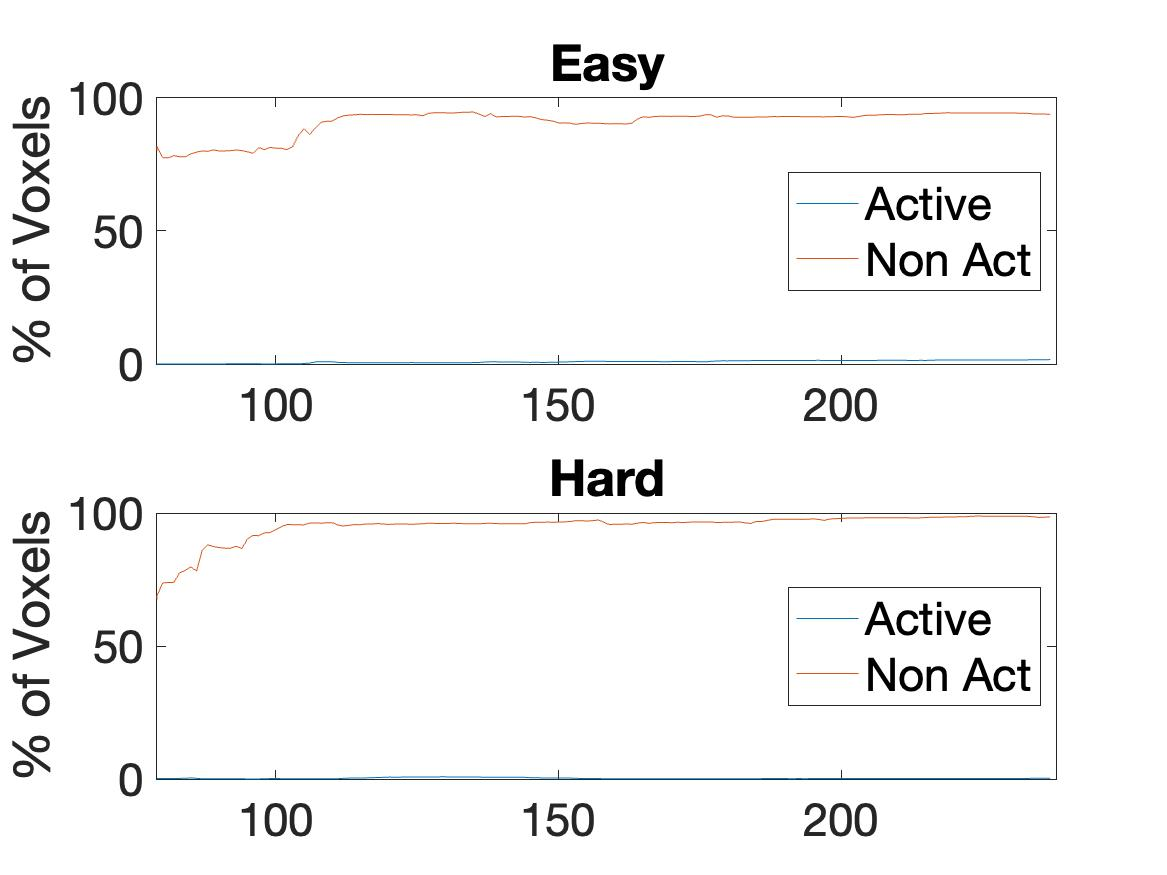 Easy
% of Voxels
100
50
0
Active
Non Act
100 150 200
Hard
% of Voxels
100
50
0
Active
Non Act
100 150 200